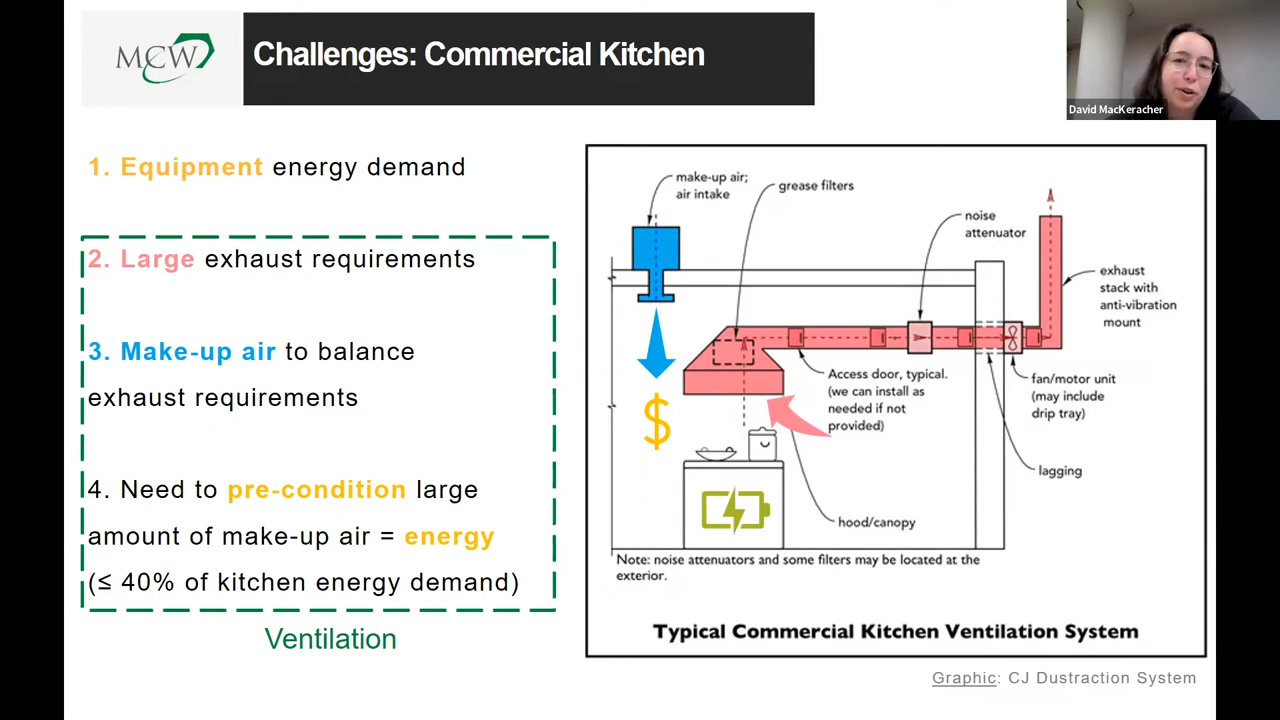 MCW
Challenges: Commercial Kitchen
David MacKeracher
1. Equipment energy demand
2. Large exhaust requirements
3. Make-up air to balance
exhaust requirements
4. Need to pre-condition large
amount of make-up air = energy
(≤ 40% of kitchen energy demand)
Ventilation
make-up air;
air intake
grease filters
noise
attenuator
exhaust
stack with
anti-vibration
mount
Access door, typical.
(we can install as
needed if not
provided)
fan/motor unit
(may include
drip tray)
$
lagging
hood/canopy
Note: noise attenuators and some filters may be located at the
exterior.
Typical Commercial Kitchen Ventilation System
Graphic: CJ Dustraction System